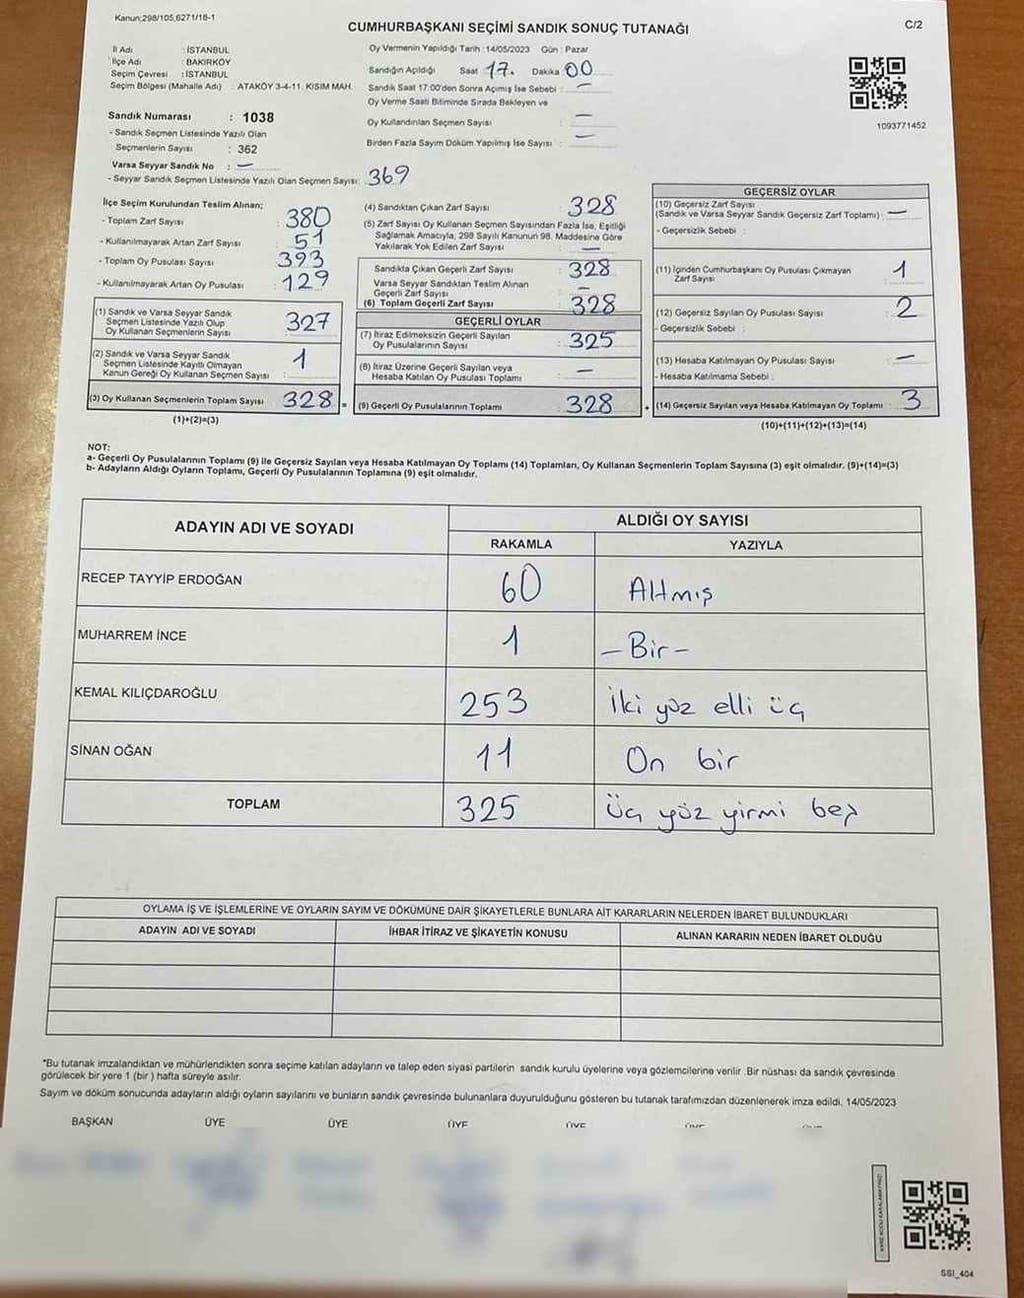 Kanun;298/105,6271/16-1
CUMHURBAŞKANI SEÇİMİ SANDIK SONUÇ TUTANAĞI
C/2
İl Adı : İSTANBUL
İlçe Adı : BAKIRKÖY
Seçim Çevresi : İSTANBUL
Seçim Bölgesi (Mahalle Adı) : ATAKÖY 3-4-11. KISIM MAH.
Sandık Numarası : 1038
- Sandık Seçmen Listesinde Yazılı Olan
Seçmenlerin Sayısı : 362
Varsa Seyyar Sandık No : —
- Seyyar Sandık Seçmen Listesinde Yazılı Olan Seçmen Sayısı: 369
Oy Vermenin Yapıldığı Tarih :14/05/2023 Gün : Pazar
Sandığın Açıldığı Saat 17. Dakika 00
Sandık Saat 17:00'den Sonra Açımış İse Sebebi : —
Oy Verme Saati Bitiminde Sırada Bekleyen ve
Oy Kullandırılan Seçmen Sayısı : —
Birden Fazla Sayım Döküm Yapılmış İse Sayısı : —
1093771452
İlçe Seçim Kurulundan Teslim Alınan;
- Toplam Zarf Sayısı : 380
- Kullanılmayarak Artan Zarf Sayısı : 51
- Toplam Oy Pusulası Sayısı : 393
- Kullanılmayarak Artan Oy Pusulası : 129
(1) Sandık ve Varsa Seyyar Sandık
Seçmen Listesinde Yazılı Olup
Oy Kullanan Seçmenlerin Sayısı : 327
(2) Sandık ve Varsa Seyyar Sandık
Seçmen Listesinde Kayıtlı Olmayan
Kanun Gereği Oy Kullanan Seçmen Sayısı : 1
(3) Oy Kullanan Seçmenlerin Toplam Sayısı 328 =
(1)+(2)=(3)
(4) Sandıktan Çıkan Zarf Sayısı : 328
(5) Zarf Sayısı Oy Kullanan Seçmen Sayısından Fazla İse, Eşitliği
Sağlamak Amacıyla, 298 Sayılı Kanunun 98. Maddesine Göre
Yakılarak Yok Edilen Zarf Sayısı : —
Sandıkta Çıkan Geçerli Zarf Sayısı : 328
Varsa Seyyar Sandıktan Teslim Alınan
Geçerli Zarf Sayısı : —
(6) Toplam Geçerli Zarf Sayısı : 328
GEÇERLİ OYLAR
(7) İtiraz Edilmeksizin Geçerli Sayılan
Oy Pusulalarının Sayısı : 325
(8) İtiraz Üzerine Geçerli Sayılan veya
Hesaba Katılan Oy Pusulası Toplamı : —
(9) Geçerli Oy Pusulalarının Toplamı : 328 +
GEÇERSİZ OYLAR
(10) Geçersiz Zarf Sayısı
(Sandık ve Varsa Seyyar Sandık Geçersiz Zarf Toplamı) : —
- Geçersizlik Sebebi :
(11) İçinden Cumhurbaşkanı Oy Pusulası Çıkmayan
Zarf Sayısı : 1
(12) Geçersiz Sayılan Oy Pusulası Sayısı : 2
- Geçersizlik Sebebi :
(13) Hesaba Katılmayan Oy Pusulası Sayısı : —
- Hesaba Katılmama Sebebi :
(14) Geçersiz Sayılan veya Hesaba Katılmayan Oy Toplamı : 3
(10)+(11)+(12)+(13)=(14)
NOT:
a- Geçerli Oy Pusulalarının Toplamı (9) ile Geçersiz Sayılan veya Hesaba Katılmayan Oy Toplamı (14) Toplamları, Oy Kullanan Seçmenlerin Toplam Sayısına (3) eşit olmalıdır. (9)+(14)=(3)
b- Adayların Aldığı Oyların Toplamı, Geçerli Oy Pusulalarının Toplamına (9) eşit olmalıdır.
ADAYIN ADI VE SOYADI
ALDIĞI OY SAYISI
RAKAMLA YAZIYLA
RECEP TAYYİP ERDOĞAN 60 Altmış
MUHARREM İNCE 1 - Bir -
KEMAL KILIÇDAROĞLU 253 İki yüz elli üç
SİNAN OĞAN 11 On bir
TOPLAM 325 Üç yüz yirmi beş
OYLAMA İŞ VE İŞLEMLERİNE VE OYLARIN SAYIM VE DÖKÜMÜNE DAİR ŞİKAYETLERLE BUNLARA AİT KARARLARIN NELERDEN İBARET BULUNDUKLARI
ADAYIN ADI VE SOYADI İHBAR İTİRAZ VE ŞİKAYETİN KONUSU ALINAN KARARIN NEDEN İBARET OLDUĞU
*Bu tutanak imzalandıktan ve mühürlendikten sonra seçime katılan adayların ve talep eden siyasi partilerin sandık kurulu üyelerine veya gözlemcilerine verilir .Bir nüshası da sandık çevresinde
görülecek bir yere 1 (bir ) hafta süreyle asılır.
Sayım ve döküm sonucunda adayların aldığı oyların sayılarını ve bunların sandık çevresinde bulunanlara duyurulduğunu gösteren bu tutanak tarafımızdan düzenlenerek imza edildi. 14/05/2023
BAŞKAN ÜYE ÜYE ÜYE ÜYE ÜYE
SSI_404